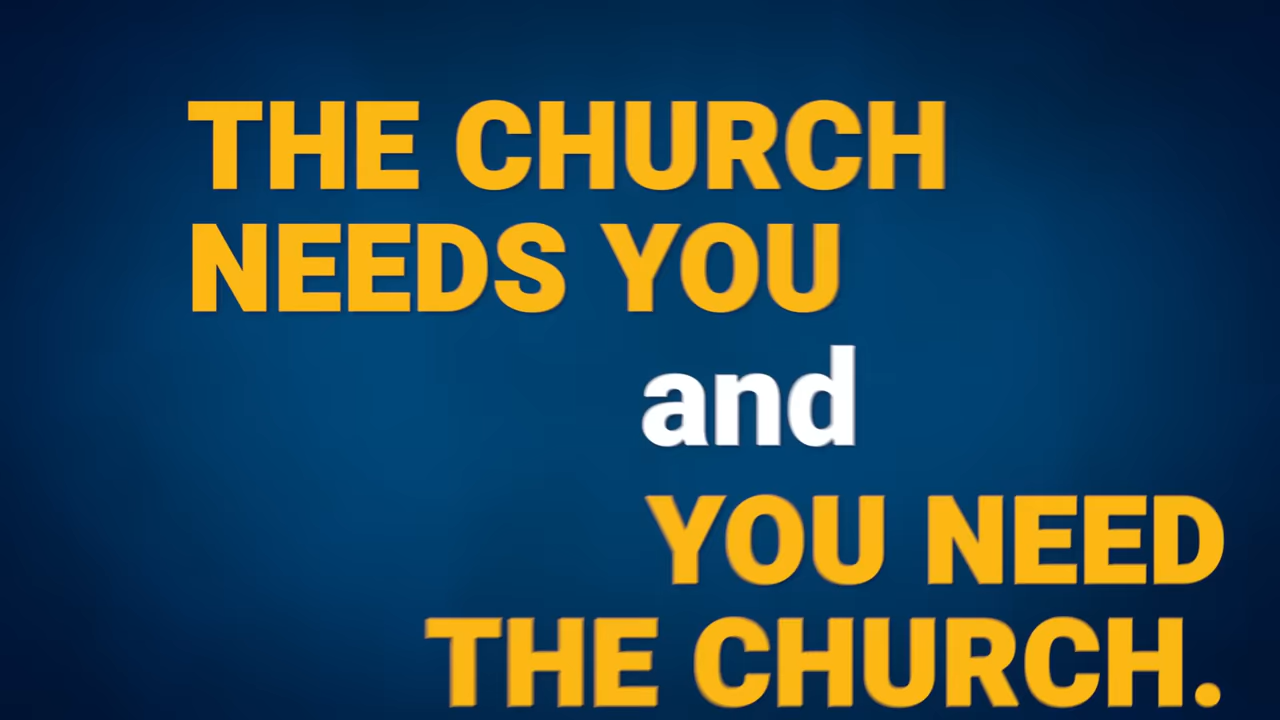 THE CHURCH
NEEDS YOU
and
YOU NEED
THE CHURCH.